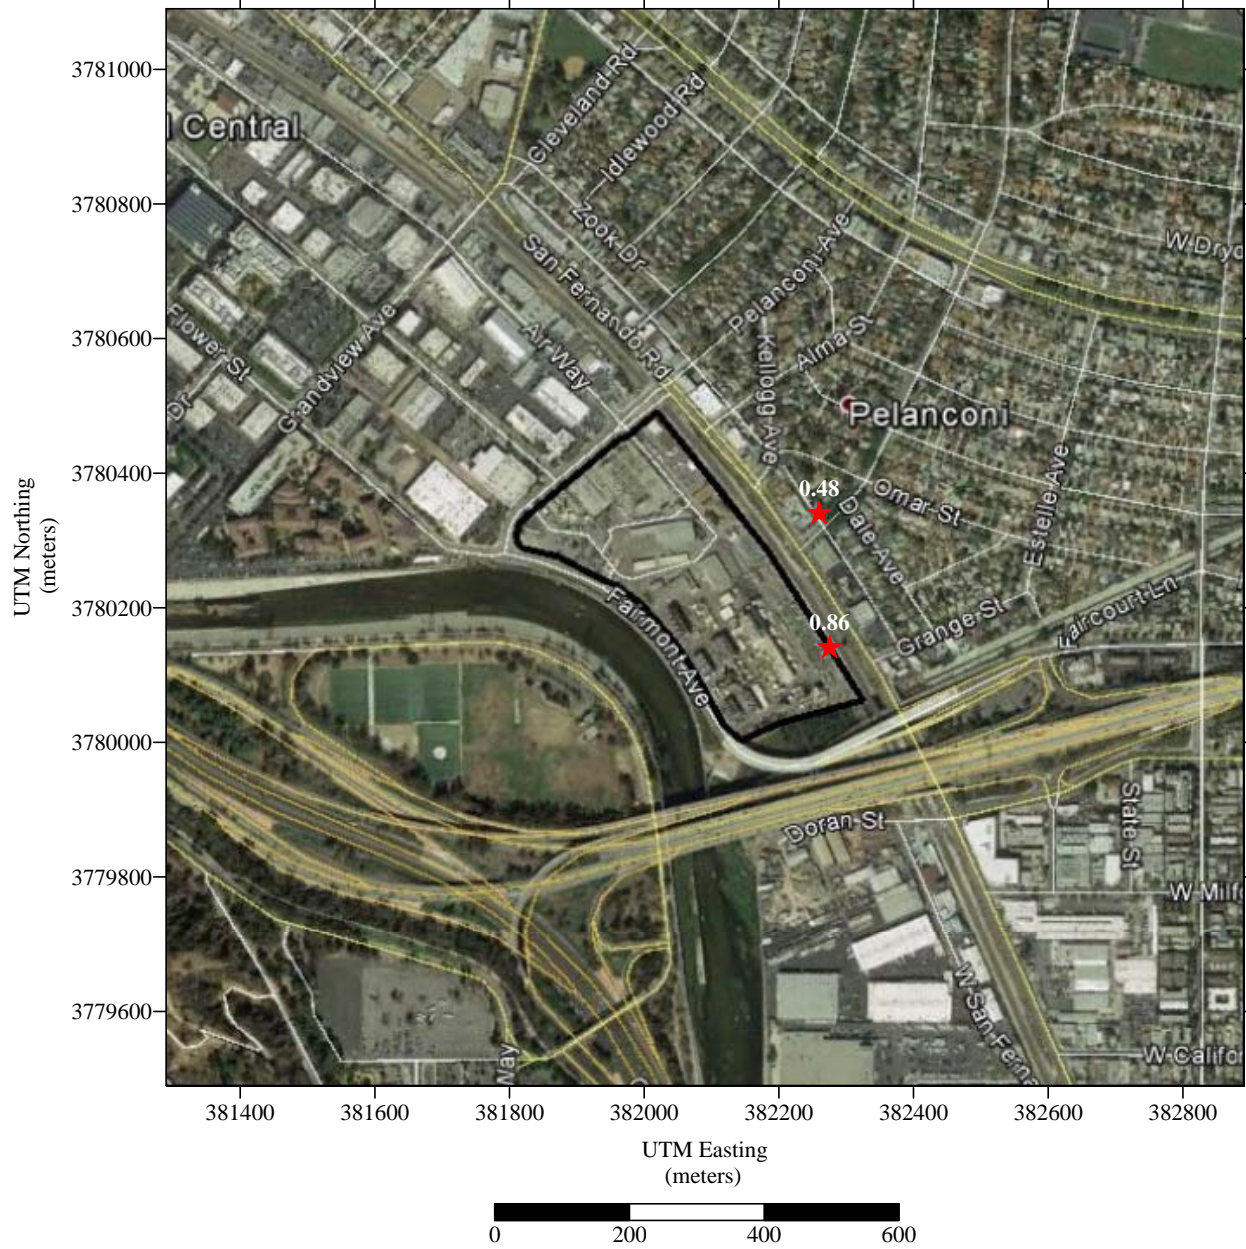 3781000
3780800
3780600
3780400
3780200
3780000
3779800
3779600
UTM Northing
(meters)
l Central
Cleveland Rd
Idlewood Rd
Zook Dr
San Fernando Rd
Pelanconi Ave
W Dryd
Flower St
Grandview Ave
Air Way
Kellogg Ave
Alma St
Dr
Pelanconi
0.48
Omar St
Dale Ave
Estelle Ave
Fairmont Ave
0.86
Grange St
Faircourt Ln
Doran St
State St
W Milf
W San Ferna
W Califo
Way
381400 381600 381800 382000 382200 382400 382600 382800
UTM Easting
(meters)
0 200 400 600